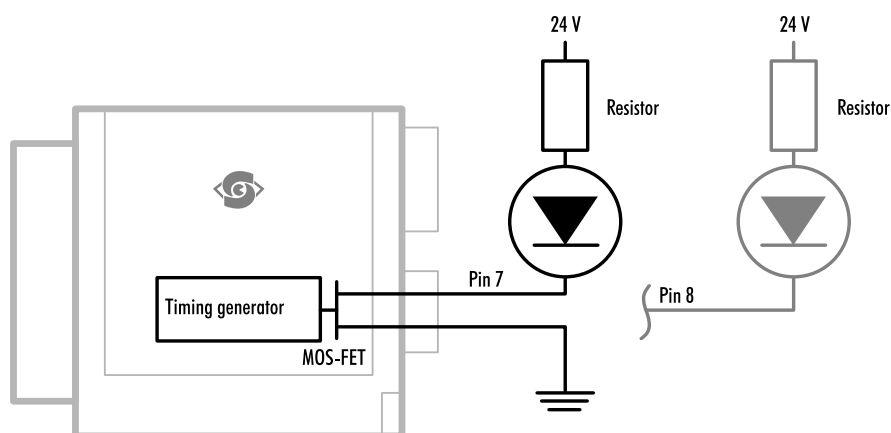 24 V
24 V
Resistor
Resistor
Pin 7
Pin 8
Timing generator
MOS-FET